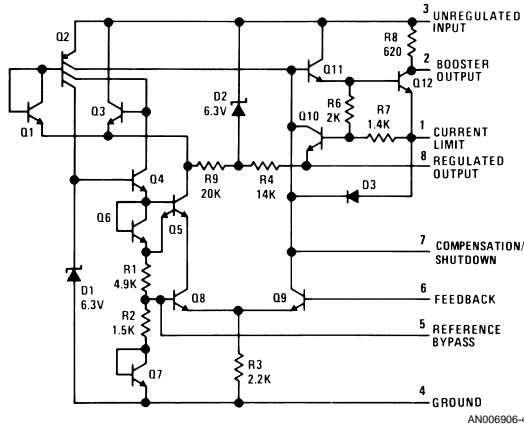 3 UNREGULATED
INPUT
Q2
R8
620
2 BOOSTER
OUTPUT
Q11
Q12
D2
6.3V
Q10
R6
2K
R7
1.4K
1 CURRENT
LIMIT
Q1
Q3
8 REGULATED
OUTPUT
R9
20K
R4
14K
D3
Q4
Q6
Q5
7 COMPENSATION/
SHUTDOWN
R1
4.9K
D1
6.3V
Q8
Q9
6 FEEDBACK
R2
1.5K
5 REFERENCE
BYPASS
R3
2.2K
Q7
4 GROUND
AN006906-4